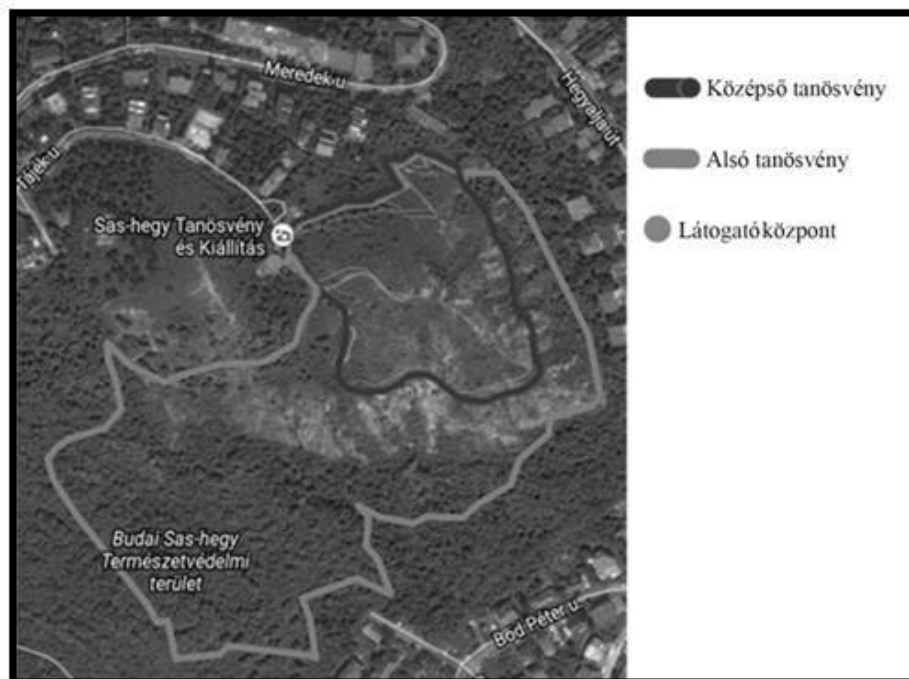 Meredek u.
Hegyalja út
Tájék u.
Sas-hegy Tanösvény
és Kiállítás
Budai Sas-hegy
Természetvédelmi
terület
Bod Péter u.
Középső tanösvény
Alsó tanösvény
Látogatóközpont